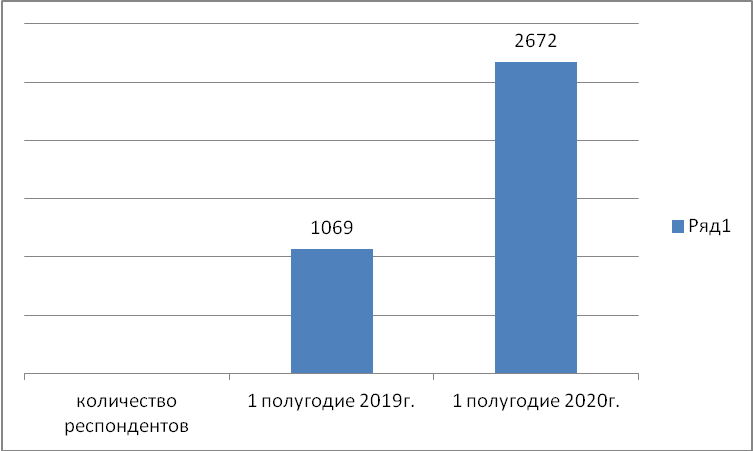 2672
1069
Ряд1
количество
респондентов
1 полугодие 2019г.
1 полугодие 2020г.